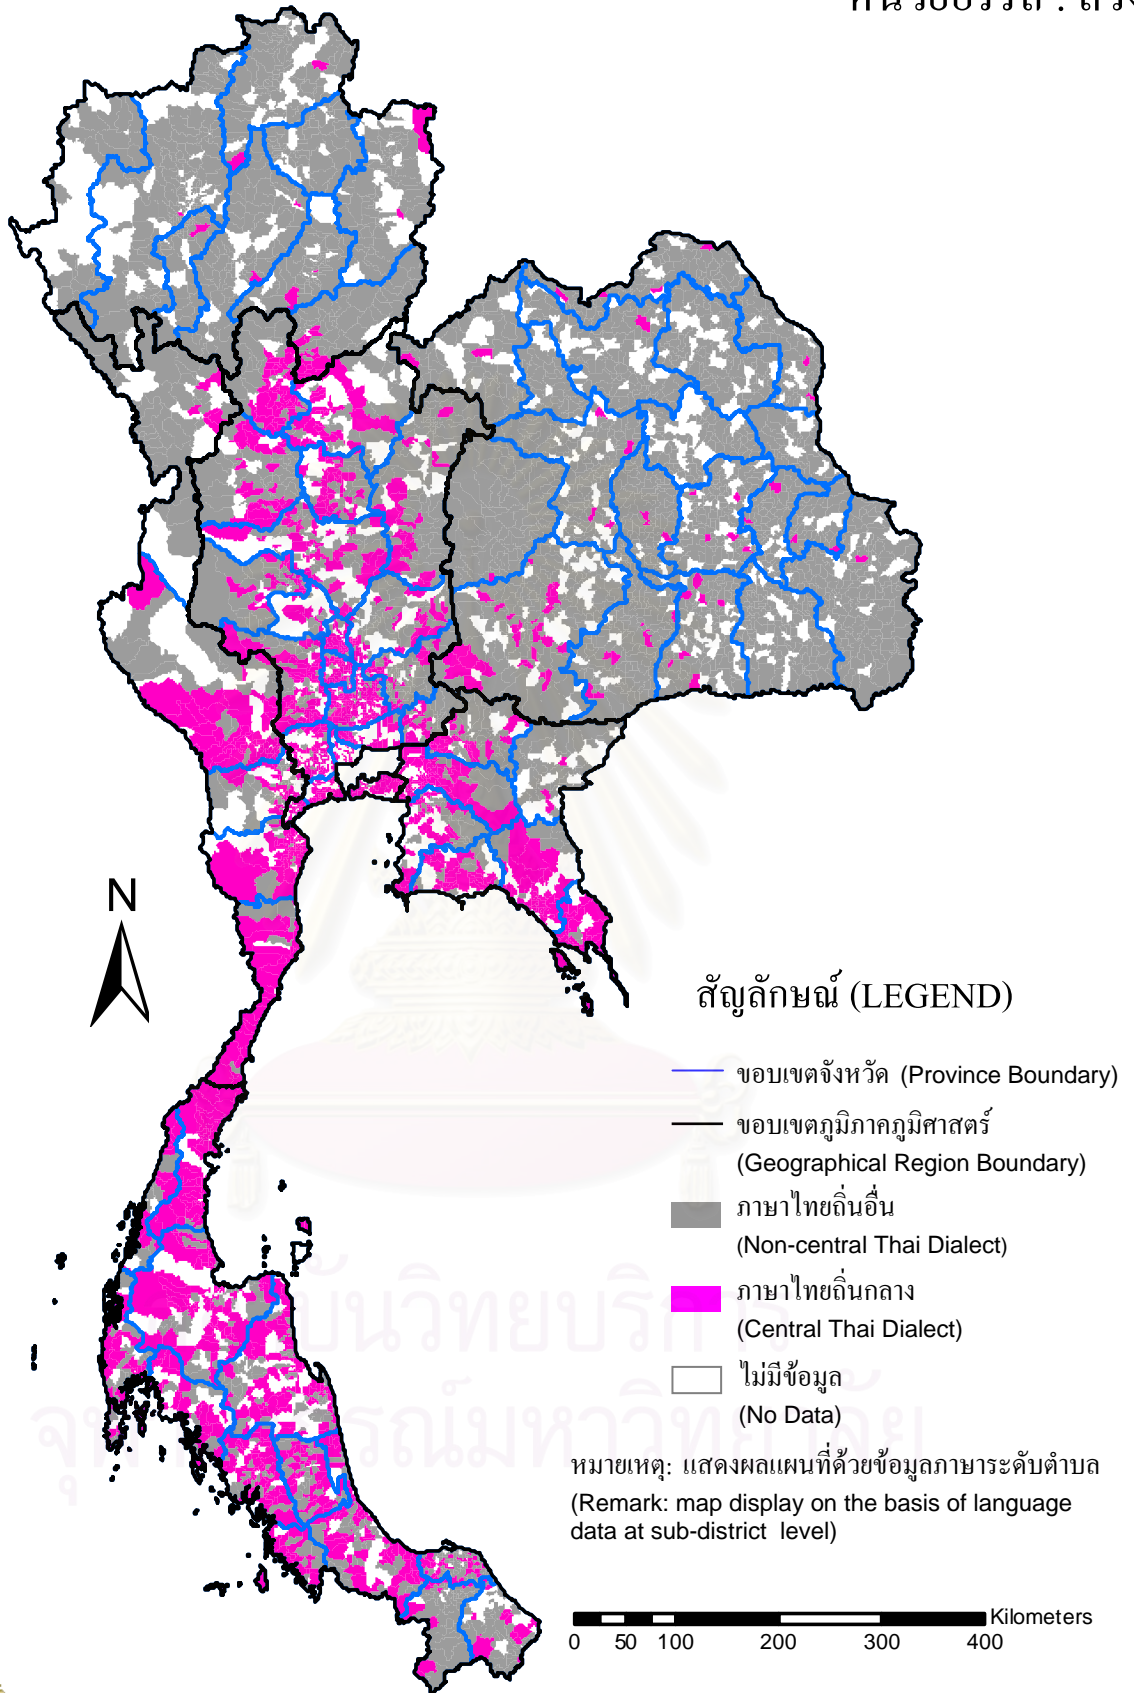 N
สัญลักษณ์ (LEGEND)
ขอบเขตจังหวัด (Province Boundary)
ขอบเขตภูมิภาคภูมิศาสตร์
(Geographical Region Boundary)
ภาษาไทยถิ่นอื่น
(Non-central Thai Dialect)
ภาษาไทยถิ่นกลาง
(Central Thai Dialect)
ไม่มีข้อมูล
(No Data)
หมายเหตุ: แสดงผลแผนที่ด้วยข้อมูลภาษาระดับตำบล
(Remark: map display on the basis of language
data at sub-district level)
Kilometers
0 50 100 200 300 400